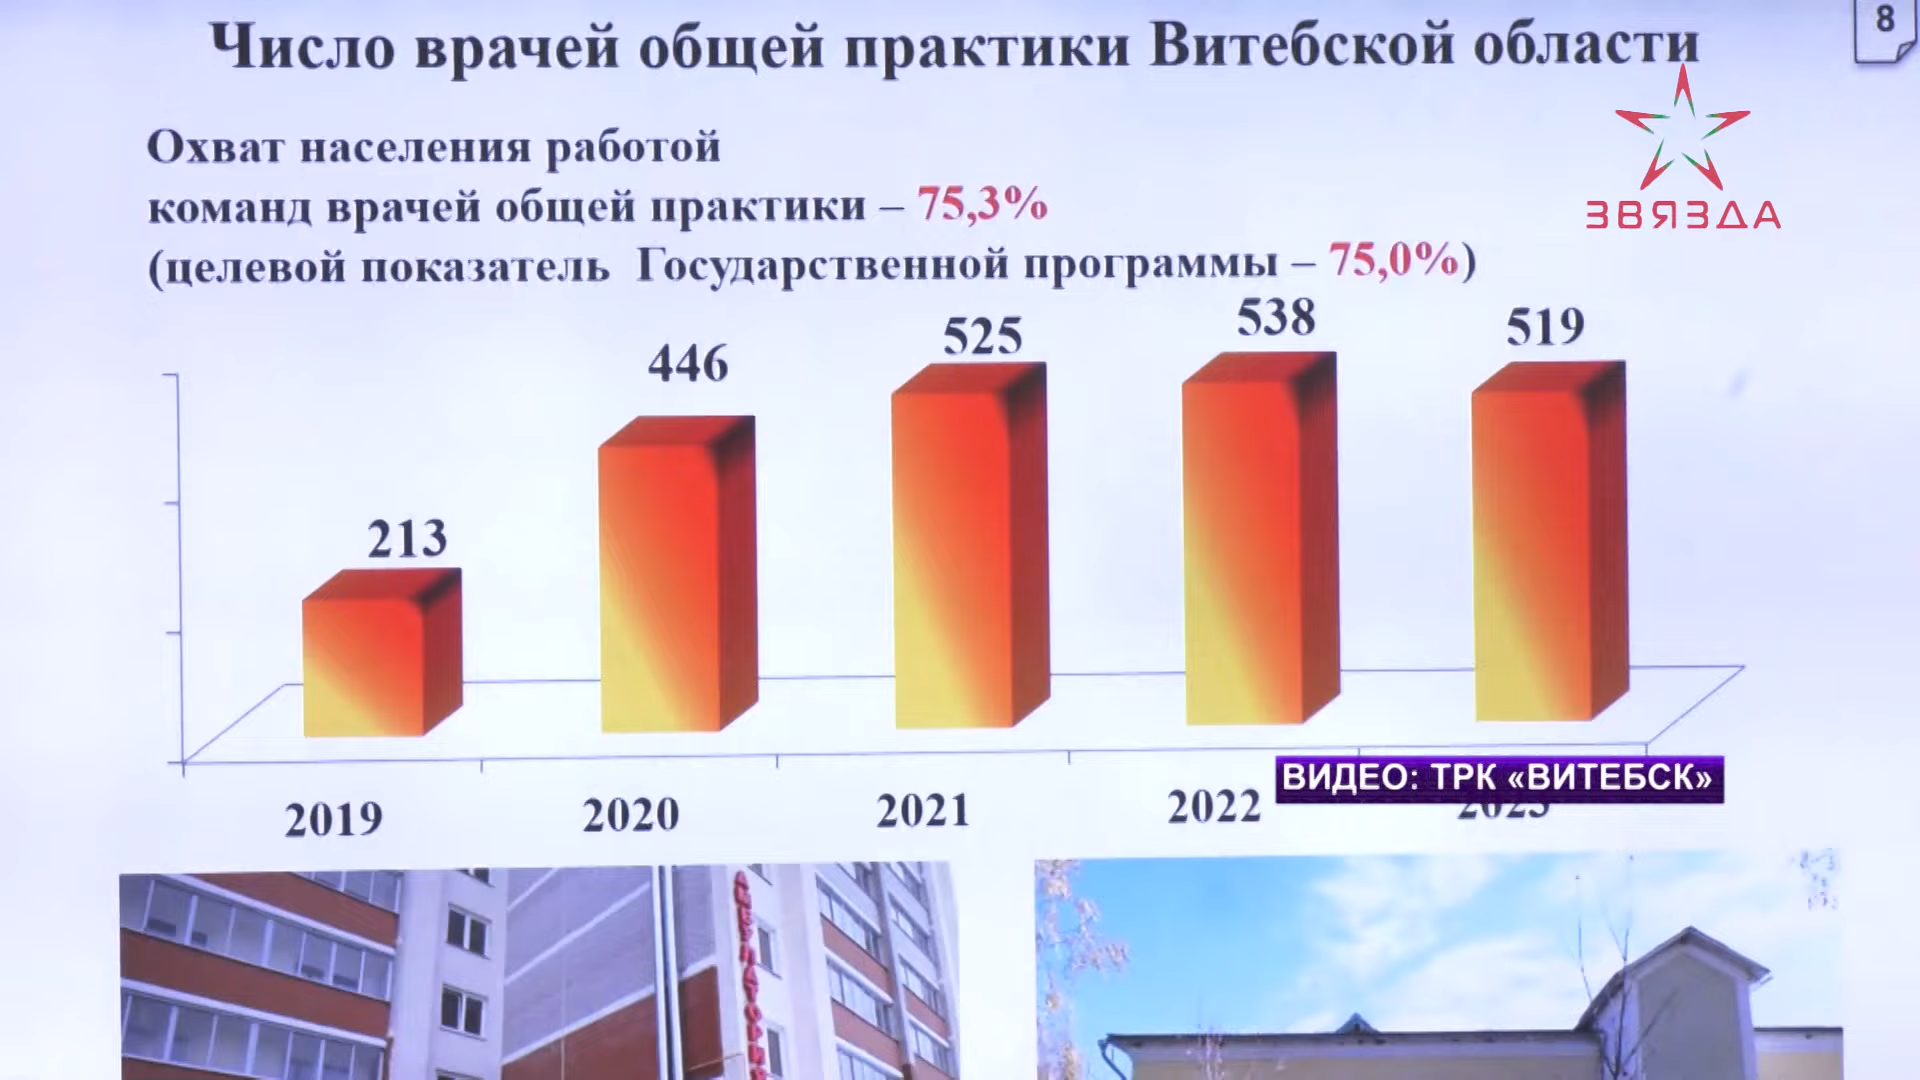 8
Число врачей общей практики Витебской области
ЗВЯЗДА
Охват населения работой
команд врачей общей практики – 75,3%
(целевой показатель Государственной программы – 75,0%)
213
446
525
538
519
2019
2020
2021
2022
2023
ВИДЕО: ТРК «ВИТЕБСК»